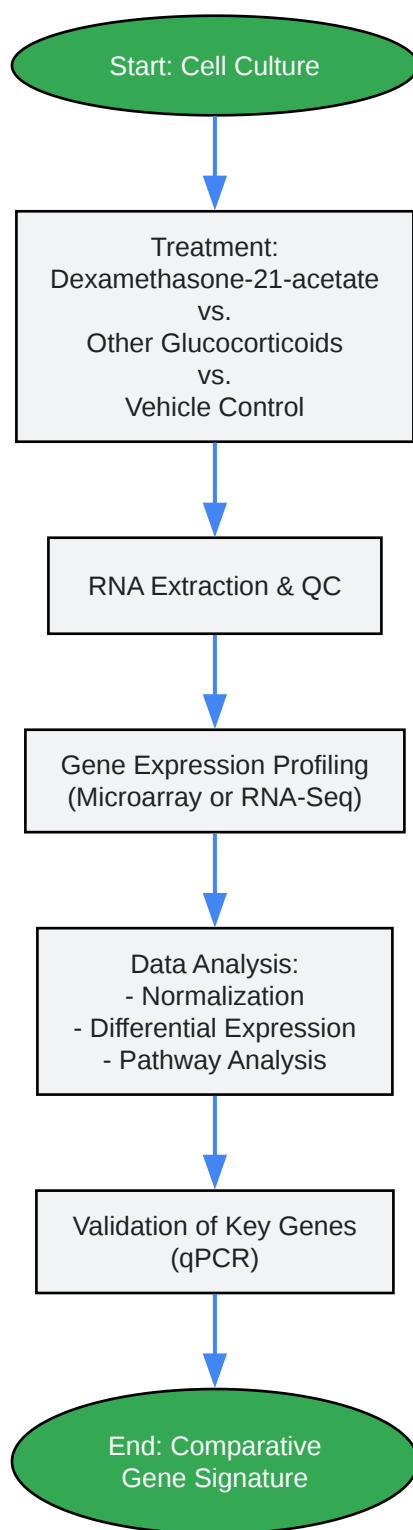 Start: Cell Culture
Treatment:
Dexamethasone-21-acetate
vs.
Other Glucocorticoids
vs.
Vehicle Control
RNA Extraction & QC
Gene Expression Profiling
(Microarray or RNA-Seq)
Data Analysis:
- Normalization
- Differential Expression
- Pathway Analysis
Validation of Key Genes
(qPCR)
End: Comparative
Gene Signature